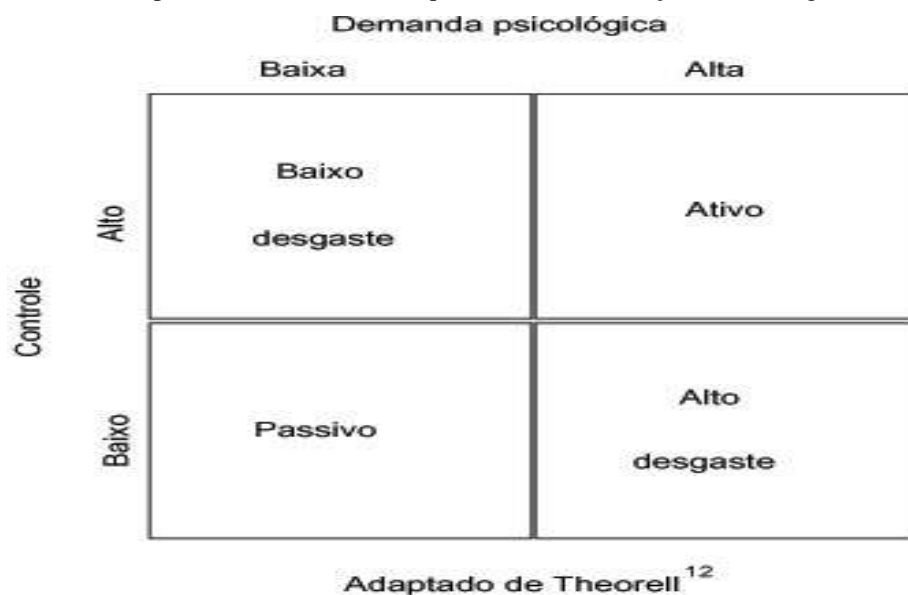 Demanda psicológica
Baixa Alta
Baixo
desgaste
Ativo
Alto
Controle
Passivo
Alto
desgaste
Baixo
Adaptado de Theorell12